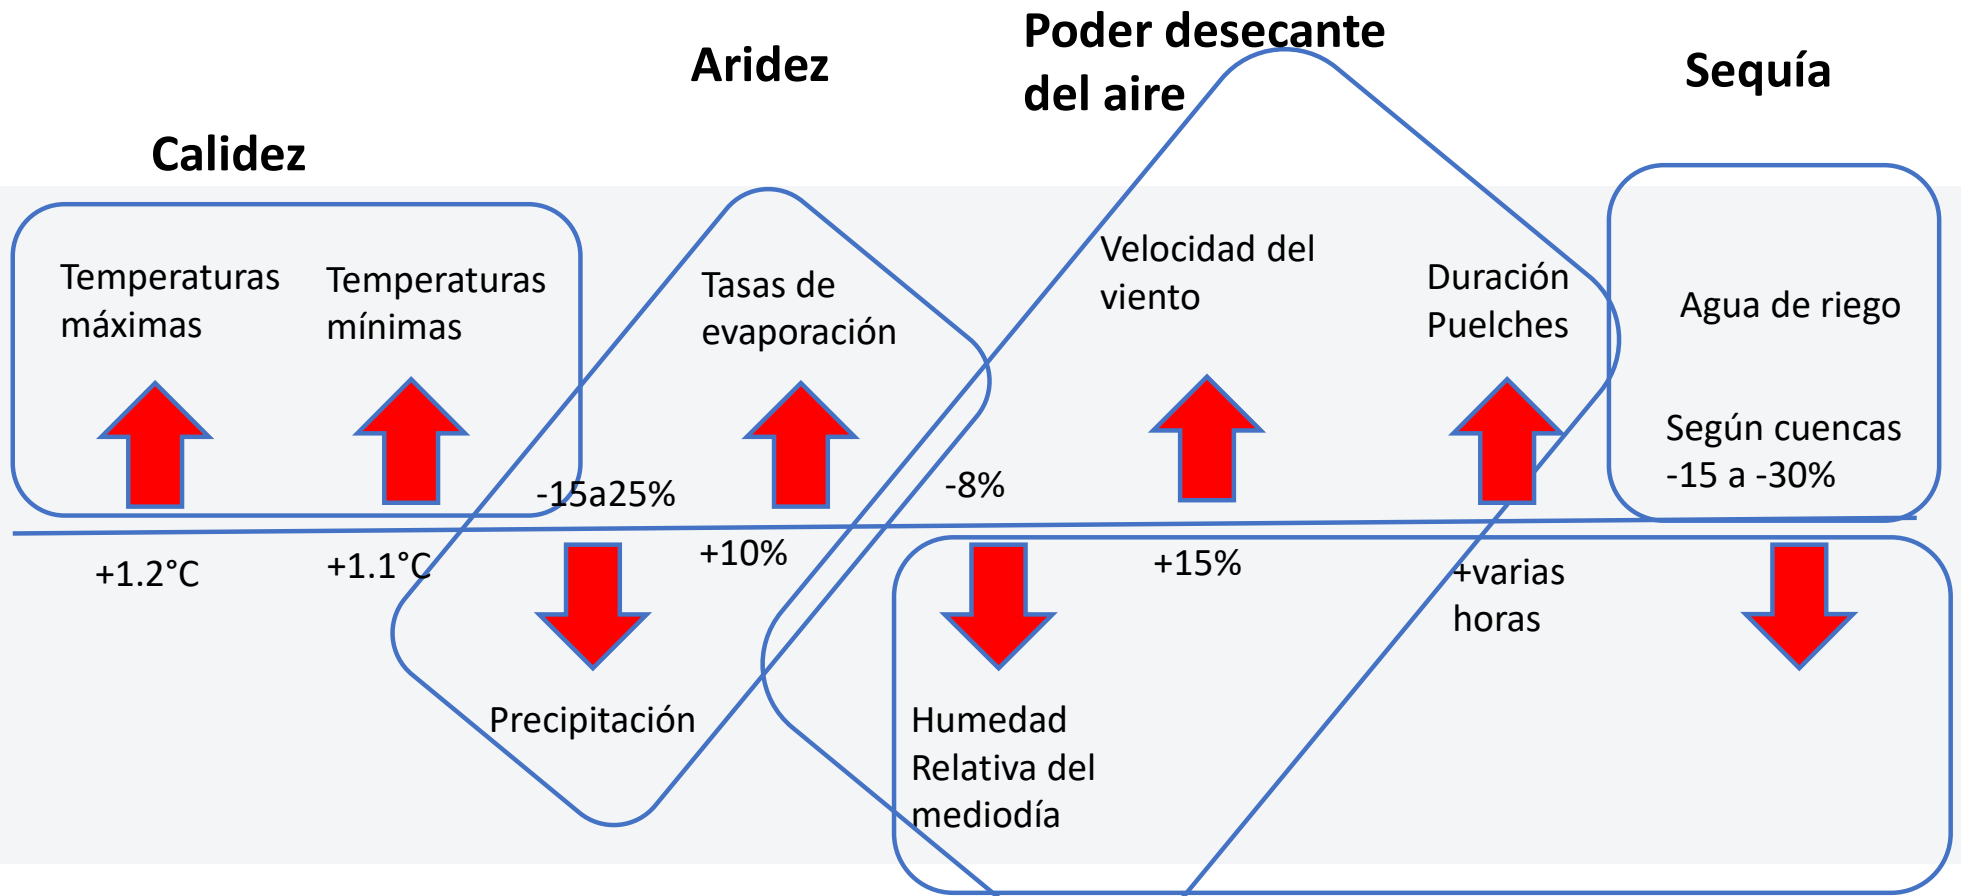 Poder desecante
del aire
Aridez
Sequía
Calidez
Temperaturas
máximas
Temperaturas
mínimas
Tasas de
evaporación
Velocidad del
viento
Duración
Puelches
Agua de riego
Según cuencas
-15 a -30%
-15a25%
-8%
+1.2°C
+1.1°C
+10%
+15%
+varias
horas
Precipitación
Humedad
Relativa del
mediodía